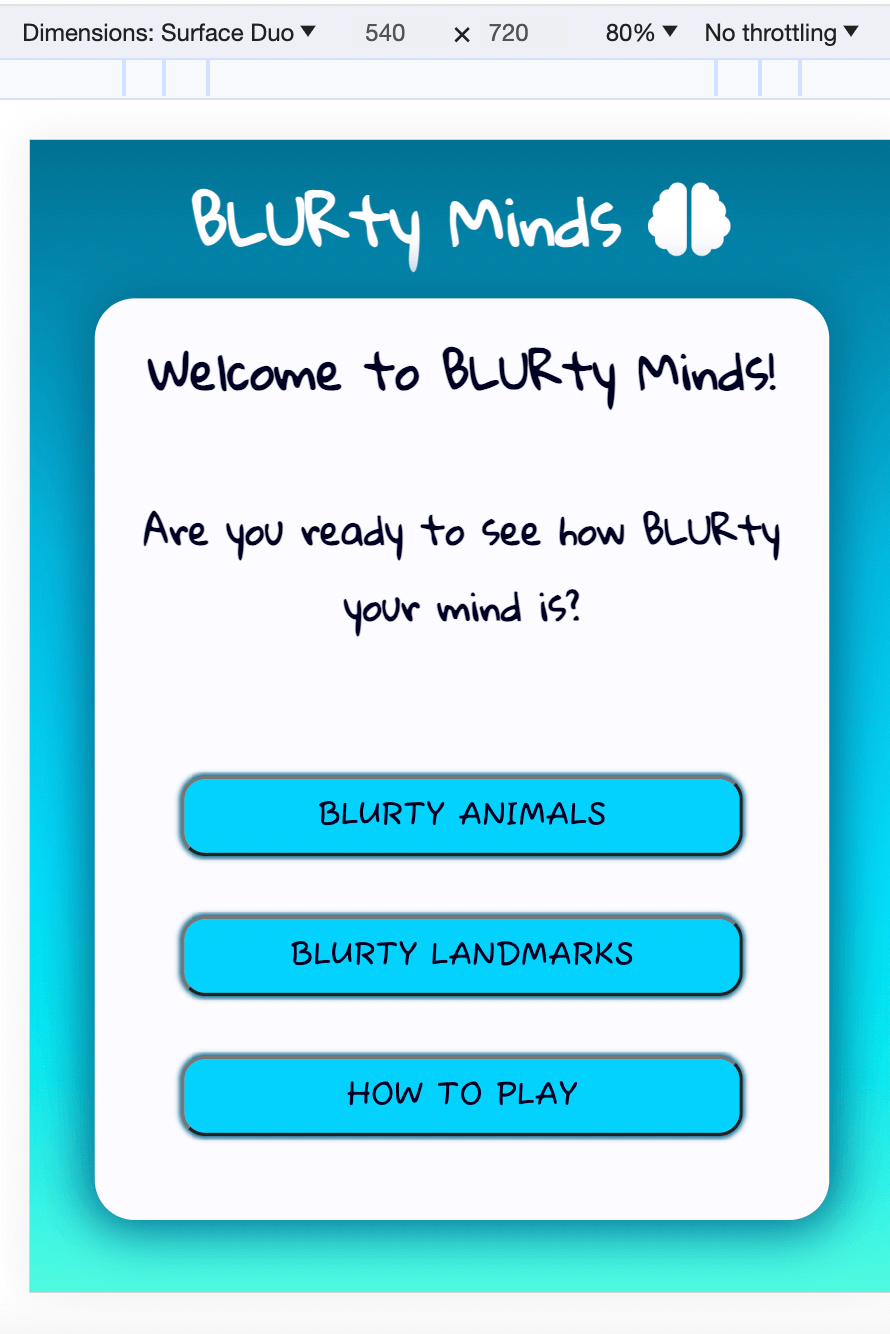 Dimensions: Surface Duo ▼ 540 × 720 80% ▼ No throttling ▼
BLURty Minds
Welcome to BLURty Minds!
Are you ready to see how BLURty
your mind is?
BLURTY ANIMALS
BLURTY LANDMARKS
HOW TO PLAY